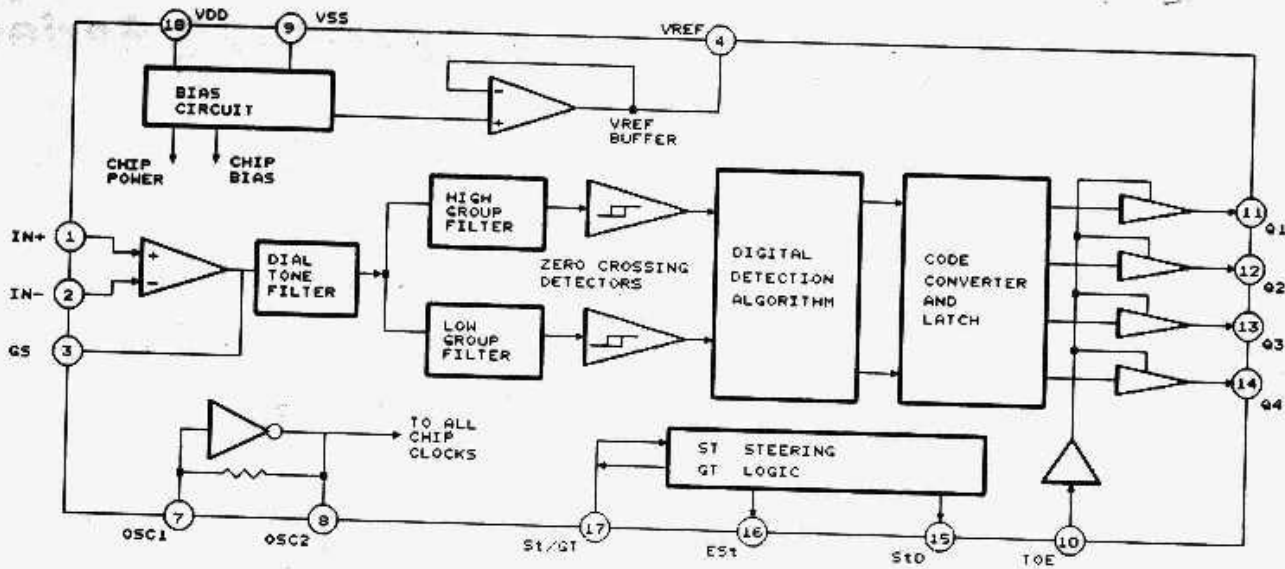 18 VDD 9 VSS VREF 4
BIAS
CIRCUIT
-
+
VREF
BUFFER
CHIP
POWER
CHIP
BIAS
IN+ 1
IN- 2
GS 3
+
-
DIAL
TONE
FILTER
HIGH
GROUP
FILTER
ZERO CROSSING
DETECTORS
LOW
GROUP
FILTER
DIGITAL
DETECTION
ALGORITHM
CODE
CONVERTER
AND
LATCH
11 Q1
12 Q2
13 Q3
14 Q4
TO ALL
CHIP
CLOCKS
ST STEERING
GT LOGIC
7
OSC1
8
OSC2
17
St/GT
16
ESt
15
StD
10
TOE